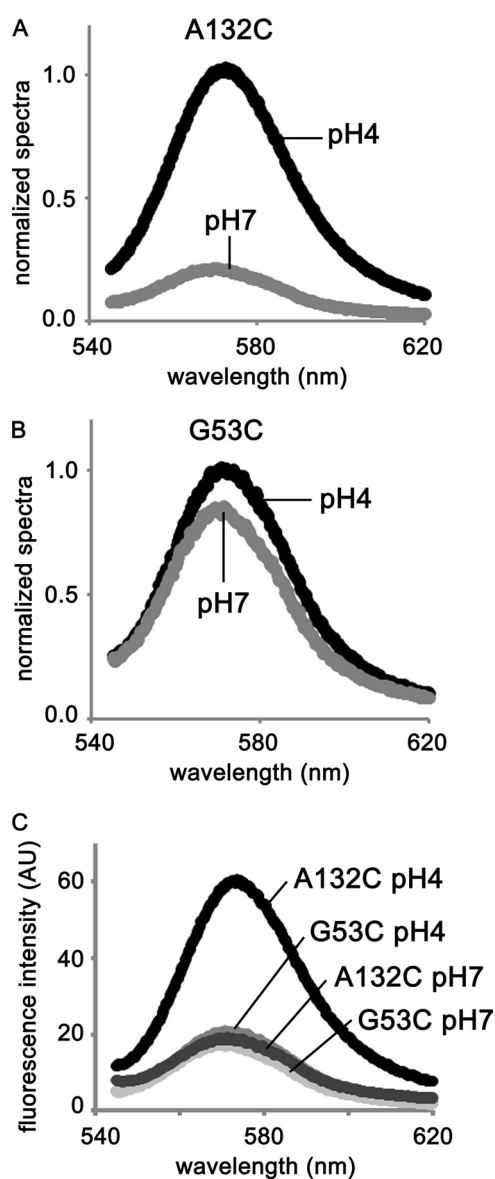 A
A132C
normalized spectra
1.0
0.5
0.0
pH4
pH7
540
580
620
wavelength (nm)
B
G53C
normalized spectra
1.0
0.5
0.0
pH4
pH7
540
580
620
wavelength (nm)
C
fluorescence intensity (AU)
60
40
20
0
A132C pH4
G53C pH4
A132C pH7
G53C pH7
540
580
620
wavelength (nm)